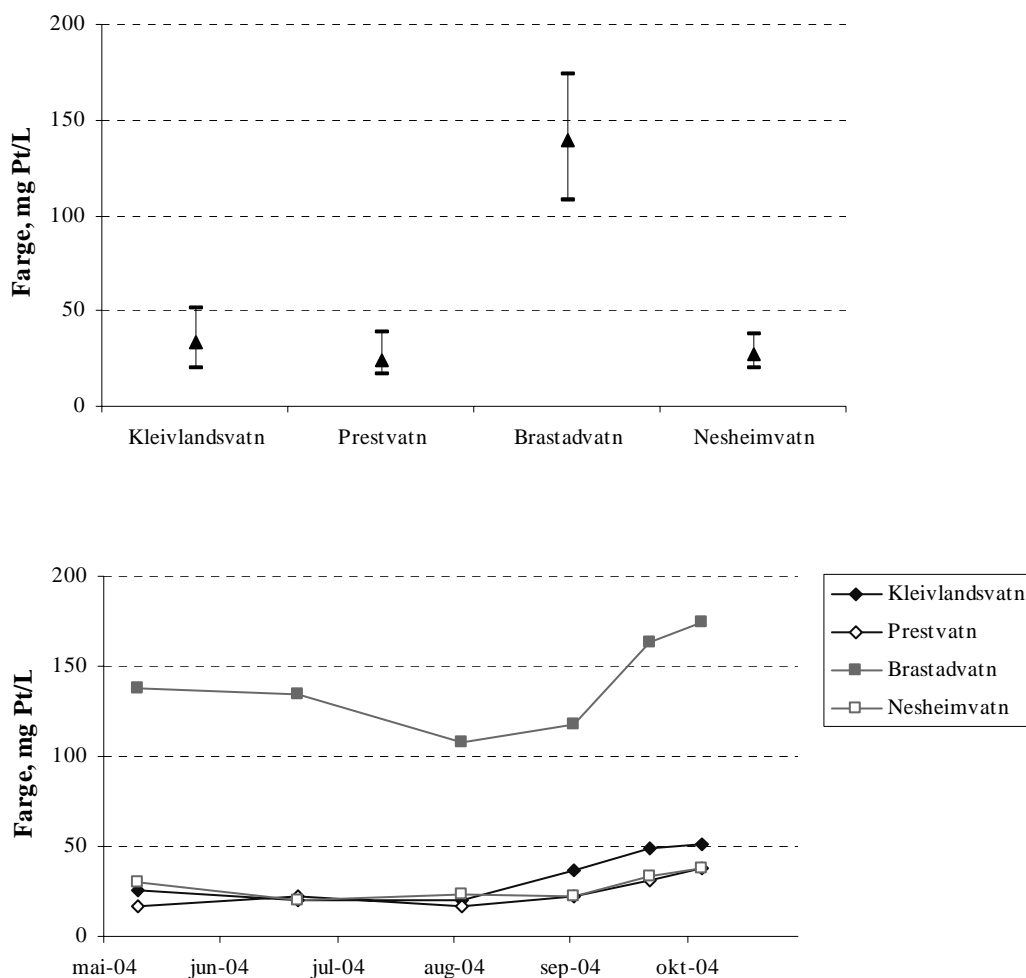 200
150
100
50
0
Farge, mg Pt/L
Kleivlandsvatn Prestvatn Brastadvatn Nesheimvatn
200
150
100
50
0
Farge, mg Pt/L
mai-04 jun-04 jul-04 aug-04 sep-04 okt-04
Kleivlandsvatn
Prestvatn
Brastadvatn
Nesheimvatn